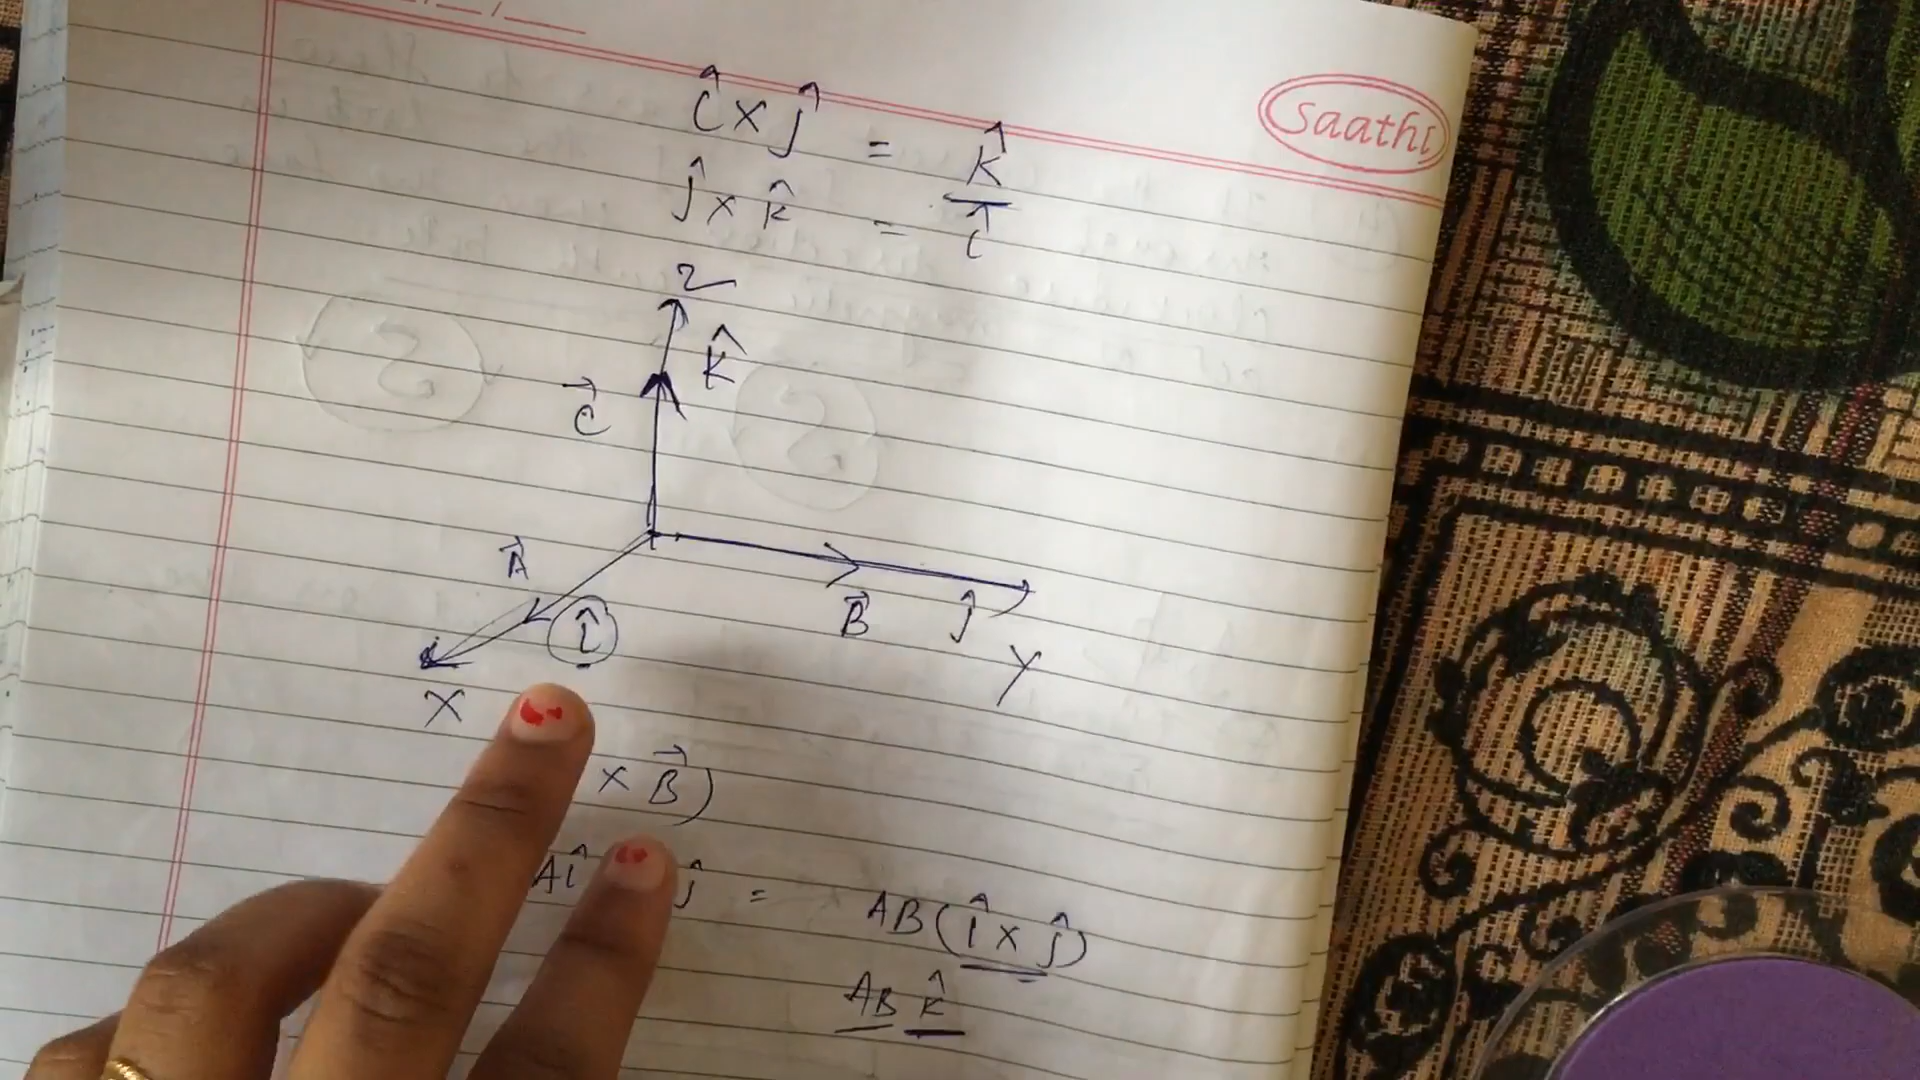 Saathi
î × ĵ = k̂
ĵ × k̂ = î
Z
k̂
C⃗
A⃗
î
B⃗ ĵ
X
Y
× B⃗)
Aî ĵ = AB(î × ĵ)
AB k̂